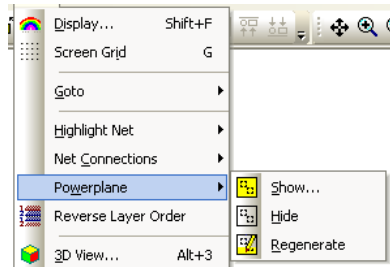 Display... Shift+F
Screen Grid G
Goto
Highlight Net
Net Connections
Powerplane
Show...
Reverse Layer Order
Hide
3D View... Alt+3
Regenerate